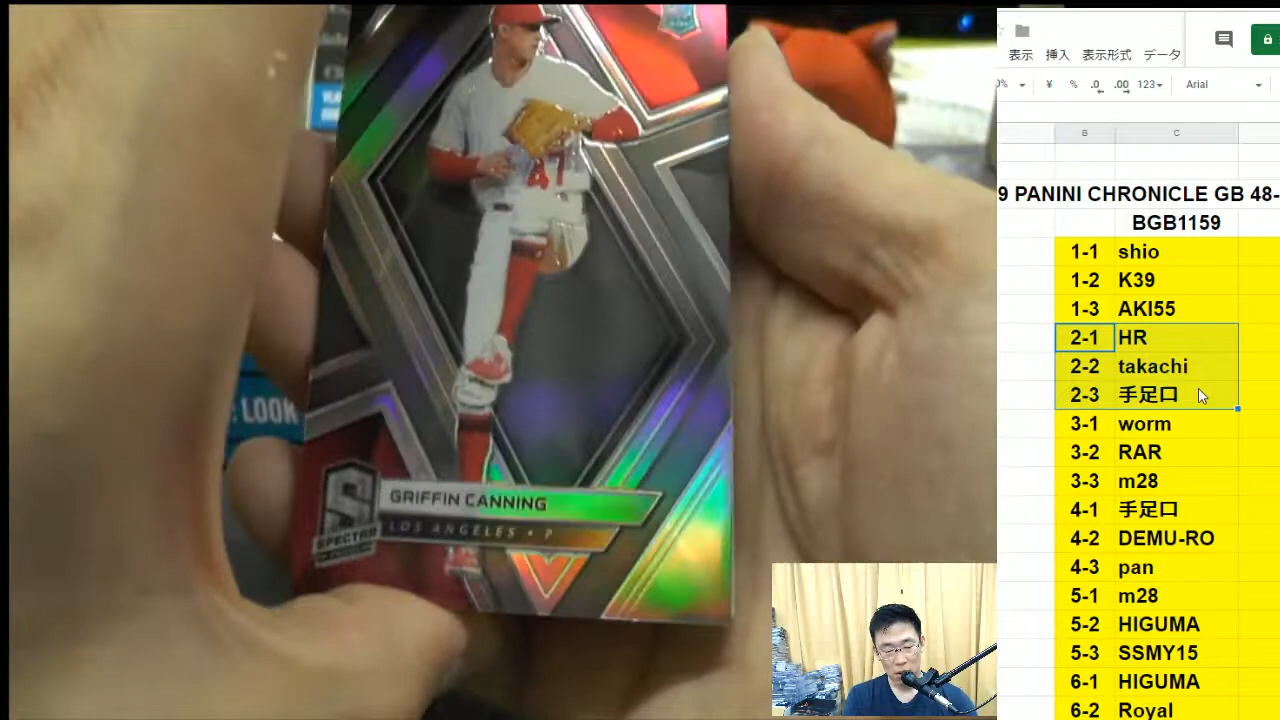 表示 挿入 表示形式 データ
% ¥ % .0 .00 123 Arial
B C
9 PANINI CHRONICLE GB 48-
BGB1159
1-1 shio
1-2 K39
1-3 AKI55
2-1 HR
2-2 takachi
2-3 手足口
3-1 worm
3-2 RAR
3-3 m28
4-1 手足口
4-2 DEMU-RO
4-3 pan
5-1 m28
5-2 HIGUMA
5-3 SSMY15
6-1 HIGUMA
6-2 Royal
47
LOOK
GRIFFIN CANNING
LOS ANGELES • P
S
SPECTRA